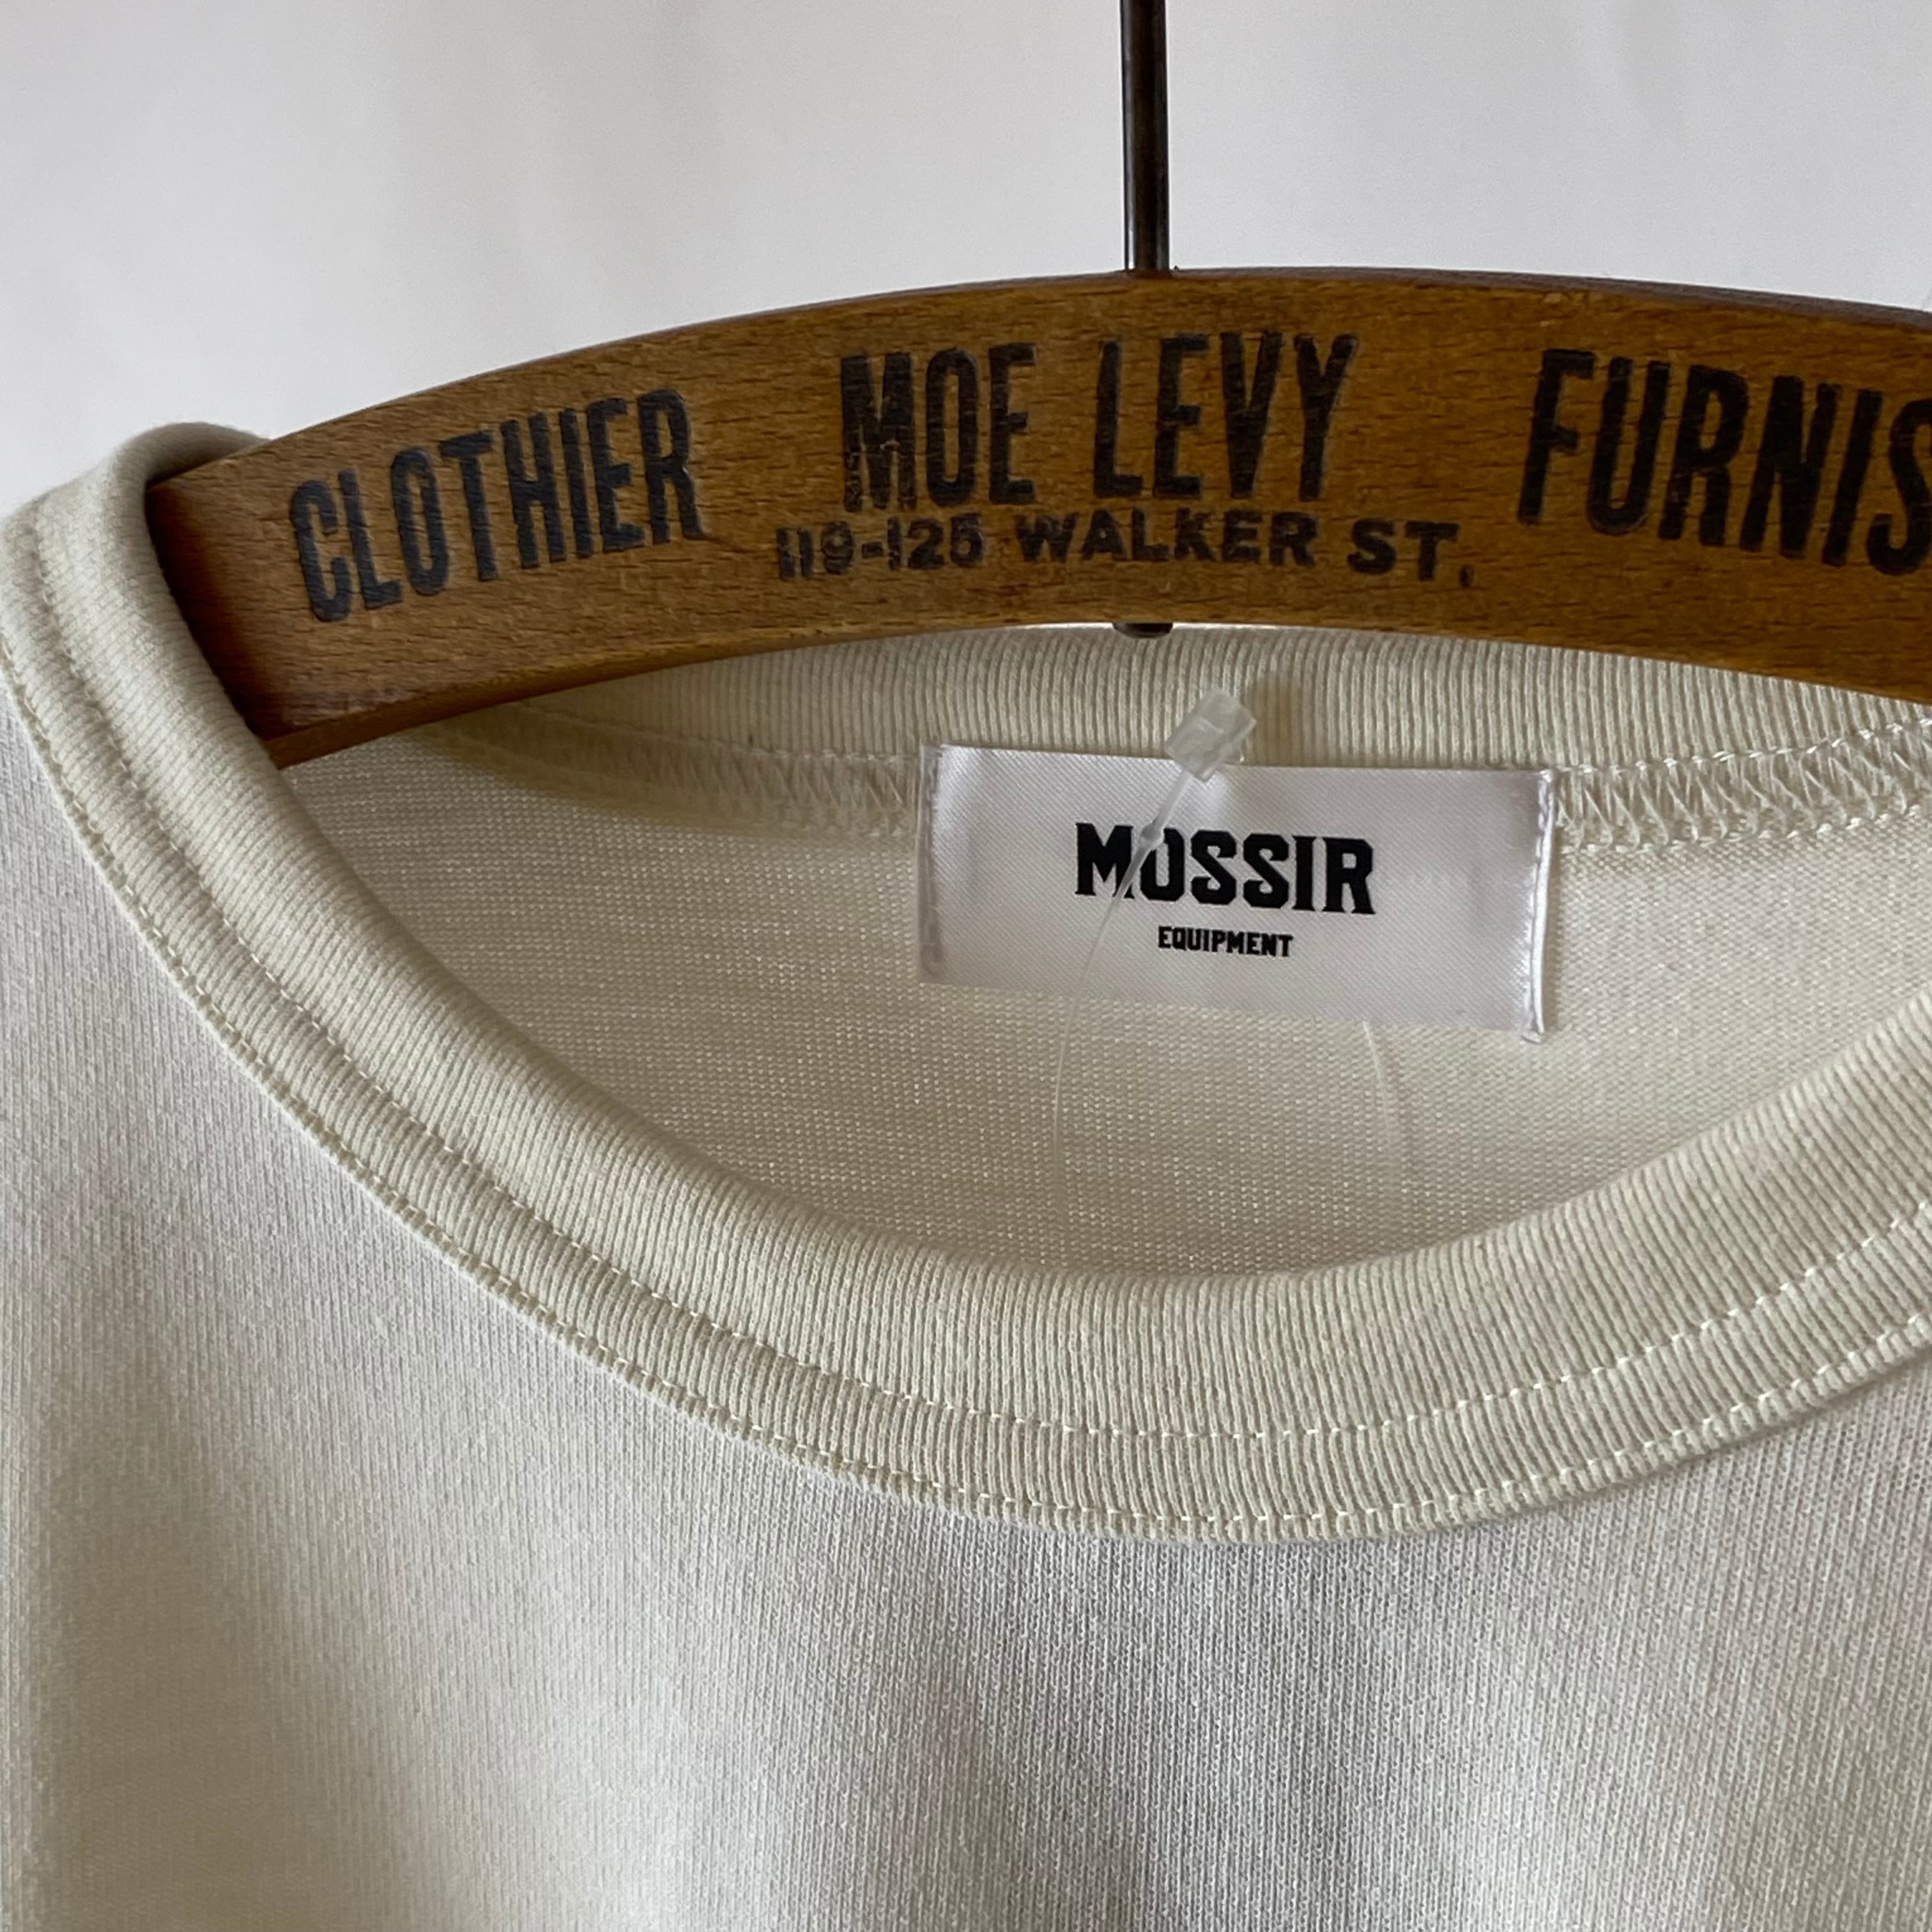 CLOTHIER MOE LEVY FURNIS
119-125 WALKER ST.
MOSSIR
EQUIPMENT